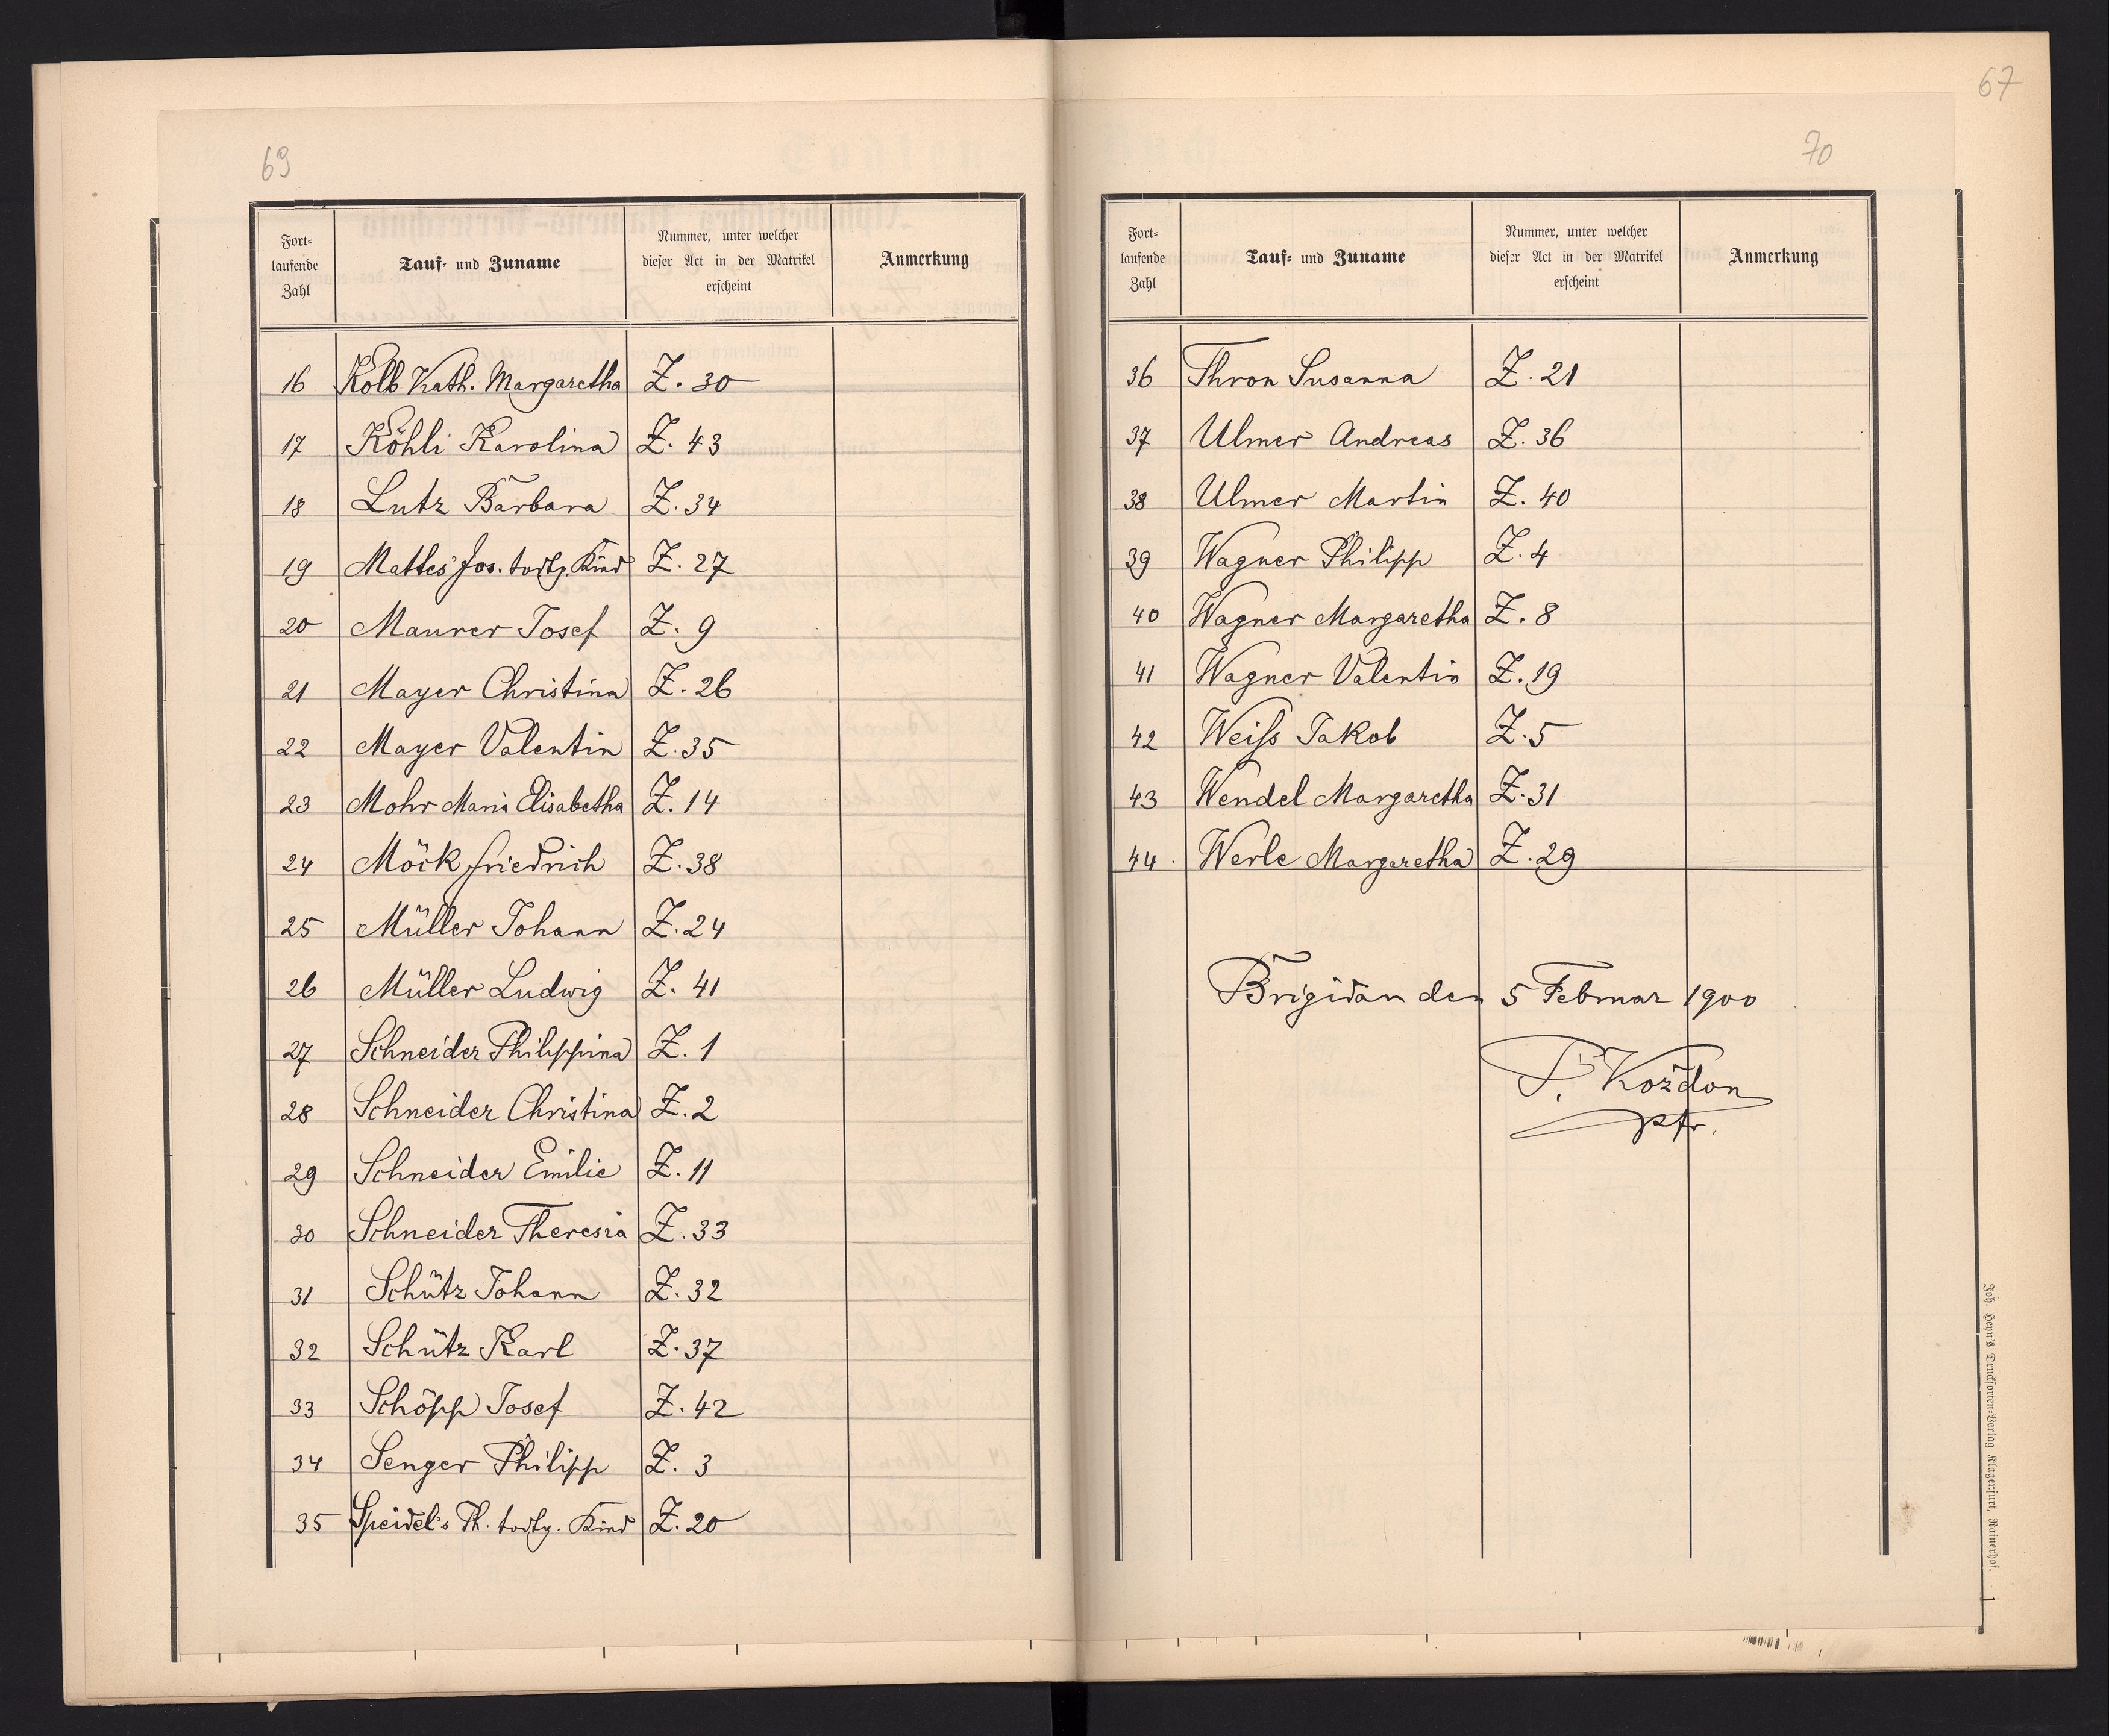 67
69
Fort-
laufende
Zahl
Tauf- und Zuname
Nummer, unter welcher
dieser Act in der Matrikel
erscheint
Anmerkung
16 Kolb Kath. Margaretha Z. 30
17 Köhli Karolina Z. 43
18 Lutz Barbara Z. 34
19 Mattes' Jos. todtg. Kind Z. 27
20 Maurer Josef Z. 9
21 Mayer Christina Z. 26
22 Mayer Valentin Z. 35
23 Mohr Maria Elisabetha Z. 14
24 Möck Friedrich Z. 38
25 Müller Johann Z. 24
26 Müller Ludwig Z. 41
27 Schneider Philippina Z. 1
28 Schneider Christina Z. 2
29 Schneider Emilie Z. 11
30 Schneider Theresia Z. 33
31 Schütz Johann Z. 32
32 Schütz Karl Z. 37
33 Schöpp Josef Z. 42
34 Senger Philipp Z. 3
35 Speidel's Ph. todtg. Kind Z. 20
70
Fort-
laufende
Zahl
Tauf- und Zuname
Nummer, unter welcher
dieser Act in der Matrikel
erscheint
Anmerkung
36 Thron Susanna Z. 21
37 Ulmer Andreas Z. 36
38 Ulmer Martin Z. 40
39 Wagner Philipp Z. 4
40 Wagner Margaretha Z. 8
41 Wagner Valentin Z. 19
42 Weiss Jakob Z. 5
43 Wendel Margaretha Z. 31
44. Werle Margaretha Z. 29
Brigidau den 5 Februar 1900
P. Koždon
pfr.
Joh. Heyn's Drucksorten-Verlag Klagenfurt, Rainerhof.